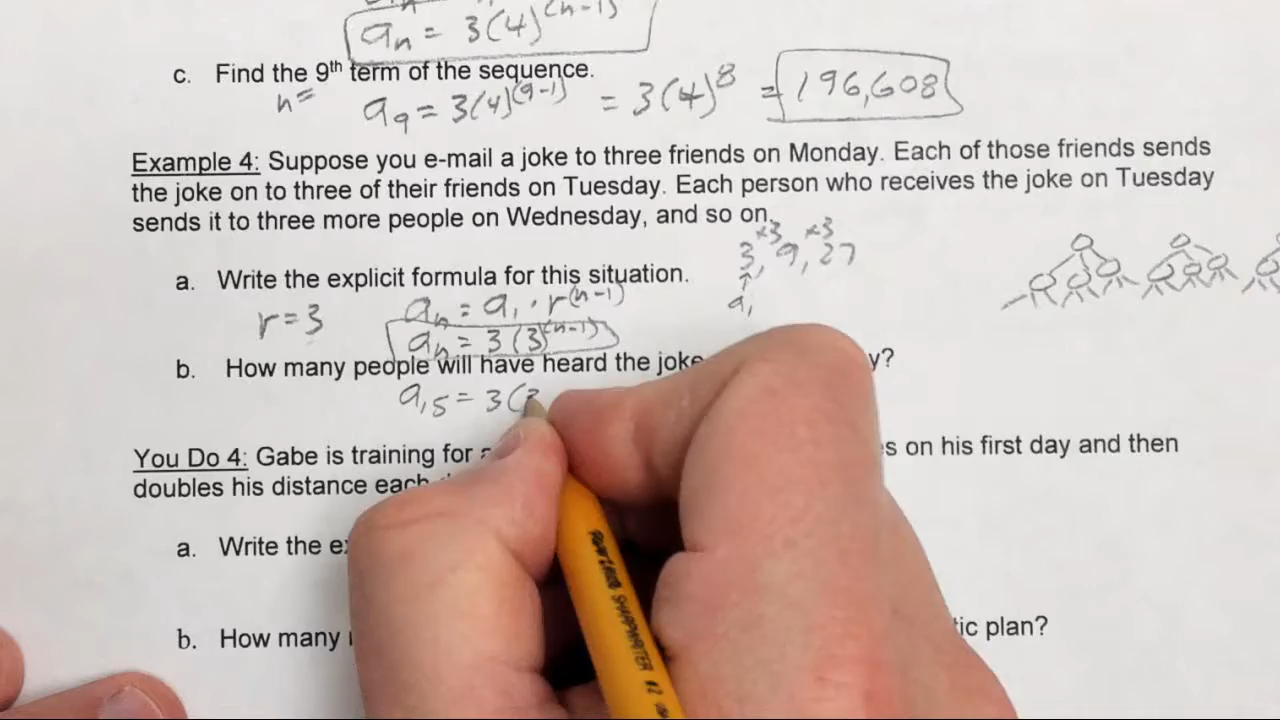 aₙ = 3(4)^(n-1)
c. Find the 9th term of the sequence.
n= a₉ = 3(4)^(9-1) = 3(4)^8 = 196,608
Example 4: Suppose you e-mail a joke to three friends on Monday. Each of those friends sends
the joke on to three of their friends on Tuesday. Each person who receives the joke on Tuesday
sends it to three more people on Wednesday, and so on.
×3 ×3
3, 9, 27
a. Write the explicit formula for this situation.
a₁
r=3 aₙ = a₁ · r^(n-1)
aₙ = 3(3)^(n-1)
b. How many people will have heard the joke y?
a₁₅ = 3(3
You Do 4: Gabe is training for s on his first day and then
doubles his distance each
a. Write the
b. How many tic plan?
POINTER SHARPWRITER #2